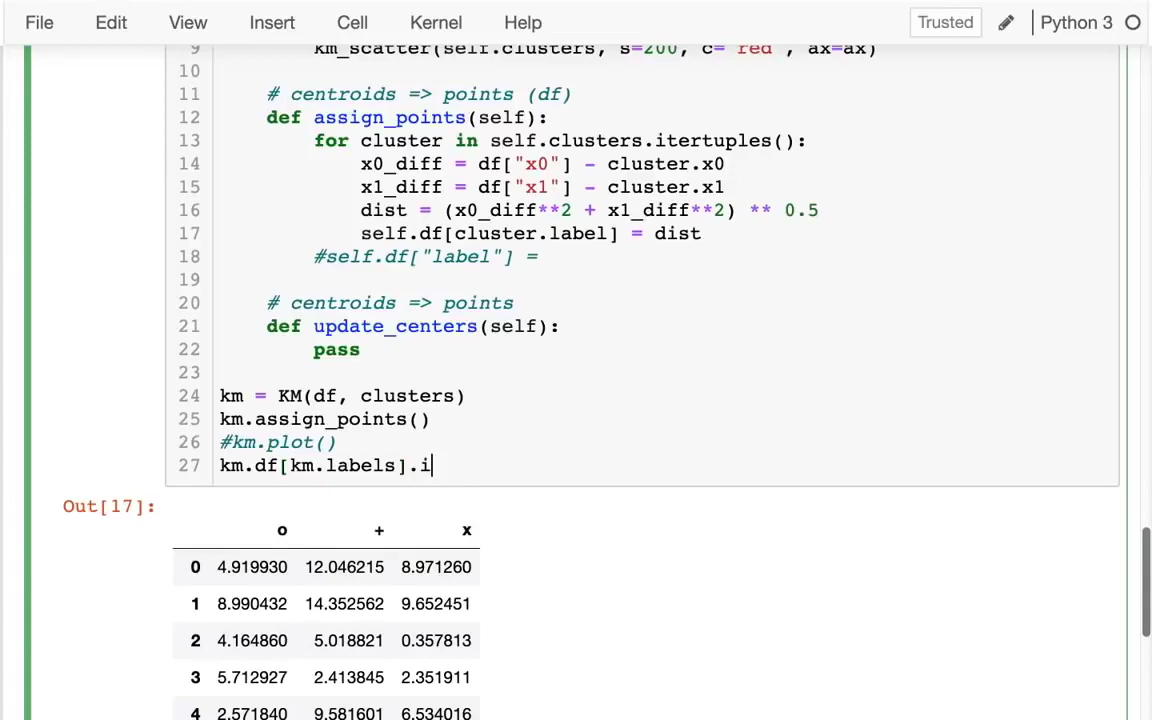 File Edit View Insert Cell Kernel Help Trusted Python 3
9 km_scatter(self.clusters, s=200, c= red , ax=ax)
10
11 # centroids => points (df)
12 def assign_points(self):
13 for cluster in self.clusters.itertuples():
14 x0_diff = df["x0"] - cluster.x0
15 x1_diff = df["x1"] - cluster.x1
16 dist = (x0_diff**2 + x1_diff**2) ** 0.5
17 self.df[cluster.label] = dist
18 #self.df["label"] =
19
20 # centroids => points
21 def update_centers(self):
22 pass
23
24 km = KM(df, clusters)
25 km.assign_points()
26 #km.plot()
27 km.df[km.labels].i
Out[17]:
o + x
0 4.919930 12.046215 8.971260
1 8.990432 14.352562 9.652451
2 4.164860 5.018821 0.357813
3 5.712927 2.413845 2.351911
4 2.571840 9.581601 6.534016